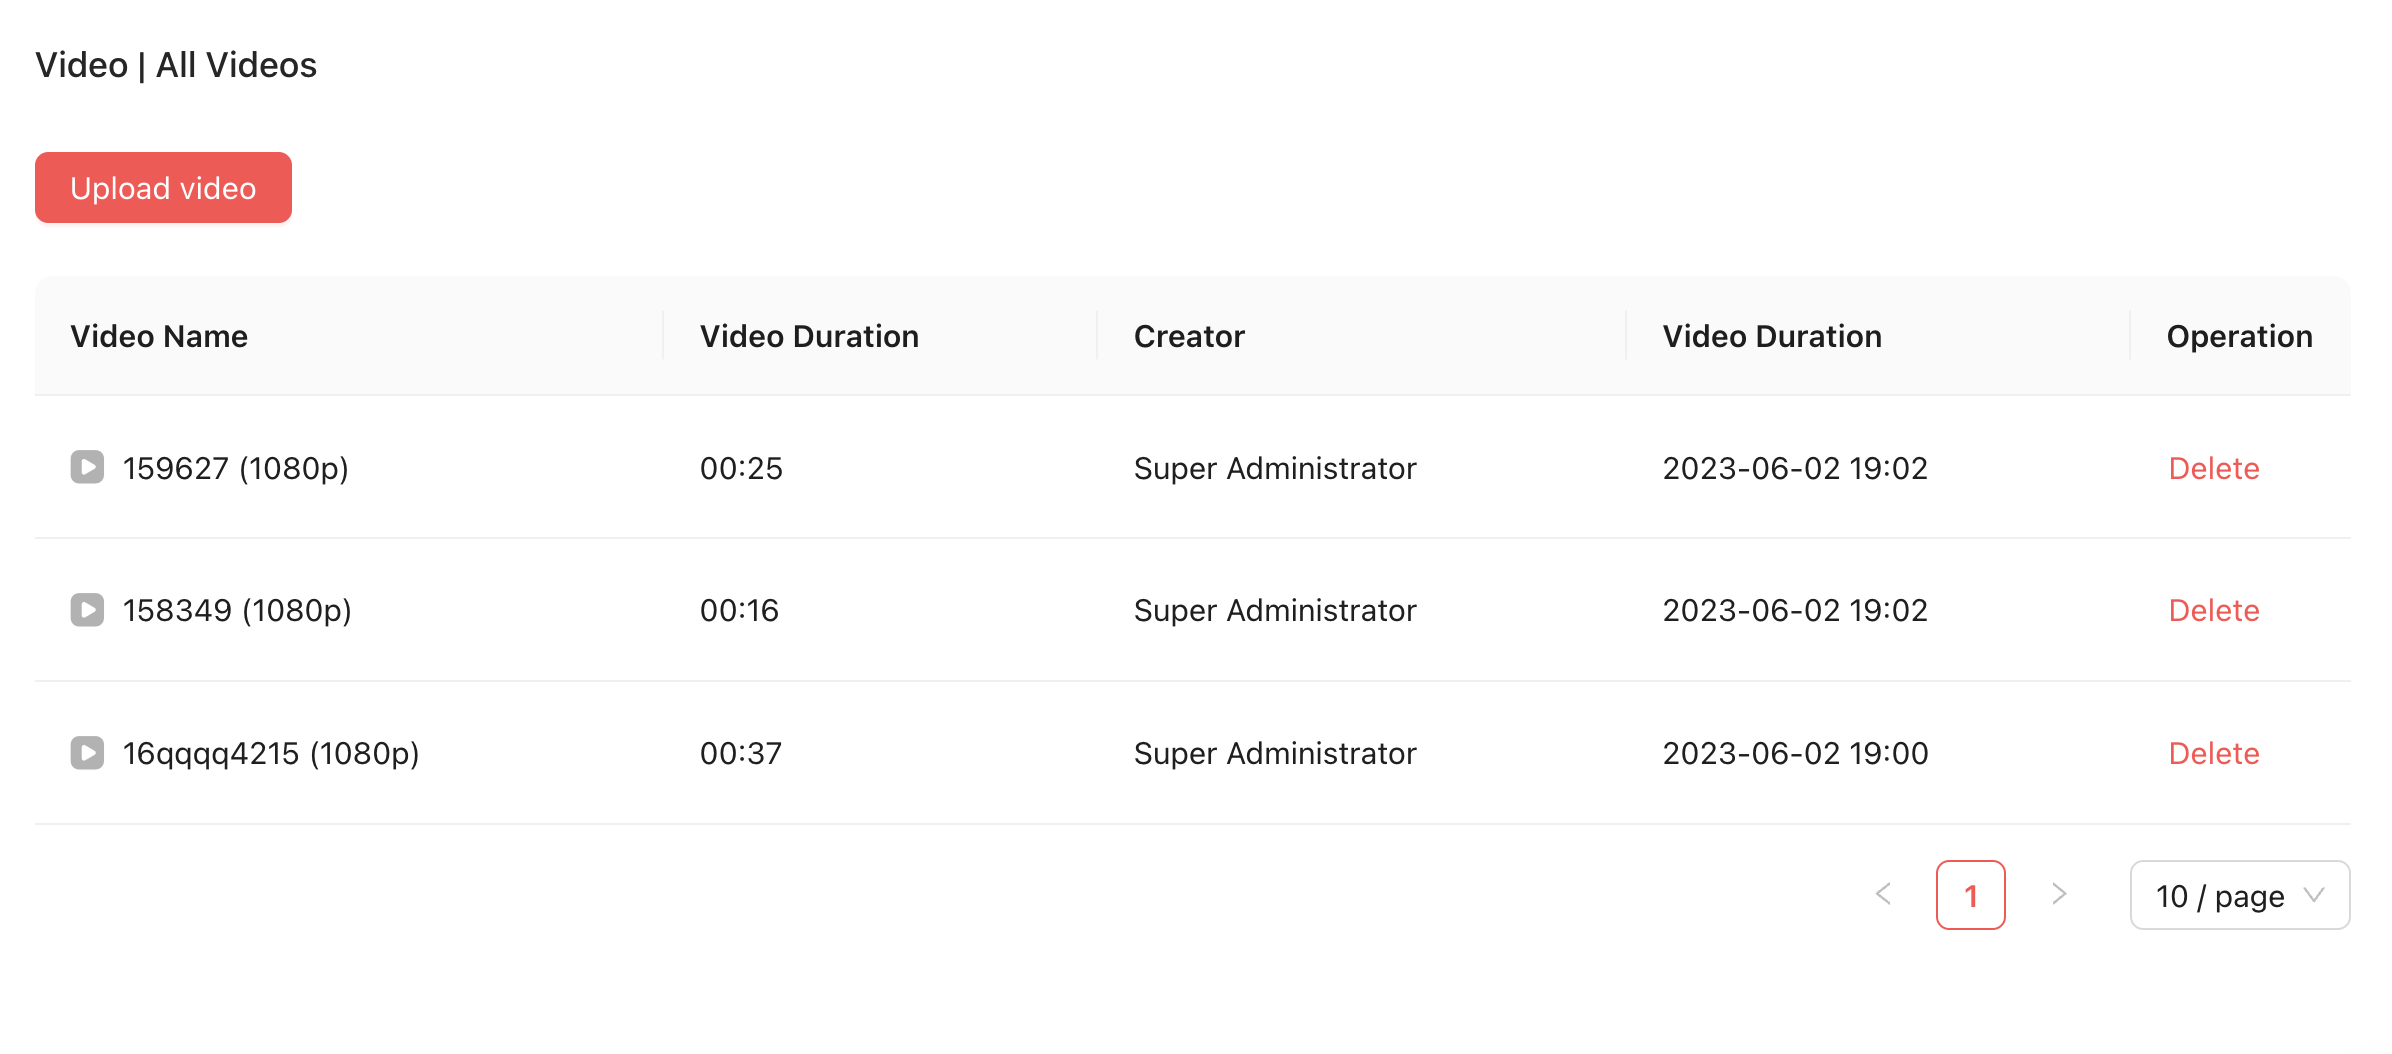 Video | All Videos
Upload video
Video Name Video Duration Creator Video Duration Operation
159627 (1080p) 00:25 Super Administrator 2023-06-02 19:02 Delete
158349 (1080p) 00:16 Super Administrator 2023-06-02 19:02 Delete
16qqqq4215 (1080p) 00:37 Super Administrator 2023-06-02 19:00 Delete
1 10 / page